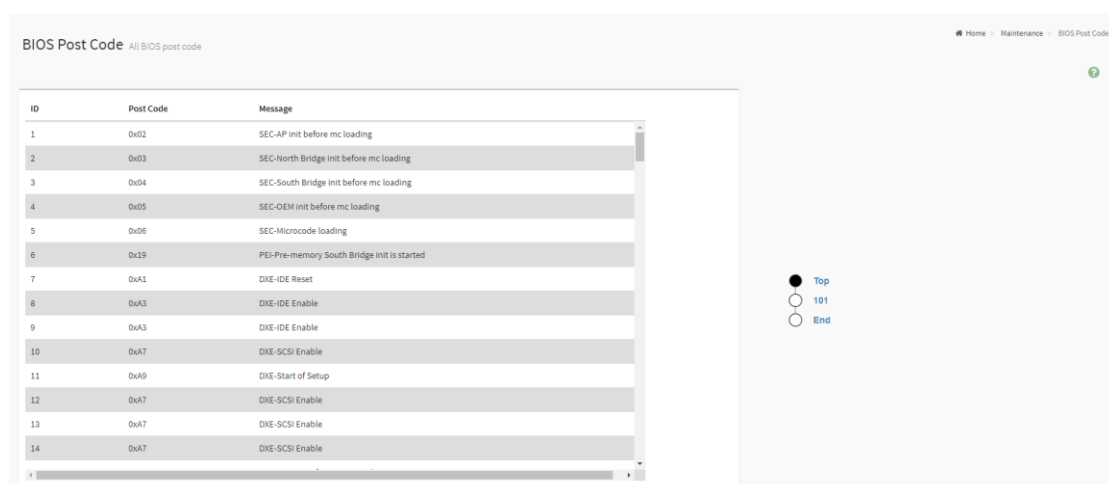 BIOS Post Code All BIOS post code
Home > Maintenance > BIOS Post Code
ID Post Code Message
1 0x02 SEC-AP init before mc loading
2 0x03 SEC-North Bridge init before mc loading
3 0x04 SEC-South Bridge init before mc loading
4 0x05 SEC-OEM init before mc loading
5 0x06 SEC-Microcode loading
6 0x19 PEI-Pre-memory South Bridge init is started
7 0xA1 DXE-IDE Reset
8 0xA3 DXE-IDE Enable
9 0xA3 DXE-IDE Enable
10 0xA7 DXE-SCSI Enable
11 0xA9 DXE-Start of Setup
12 0xA7 DXE-SCSI Enable
13 0xA7 DXE-SCSI Enable
14 0xA7 DXE-SCSI Enable
Top
101
End